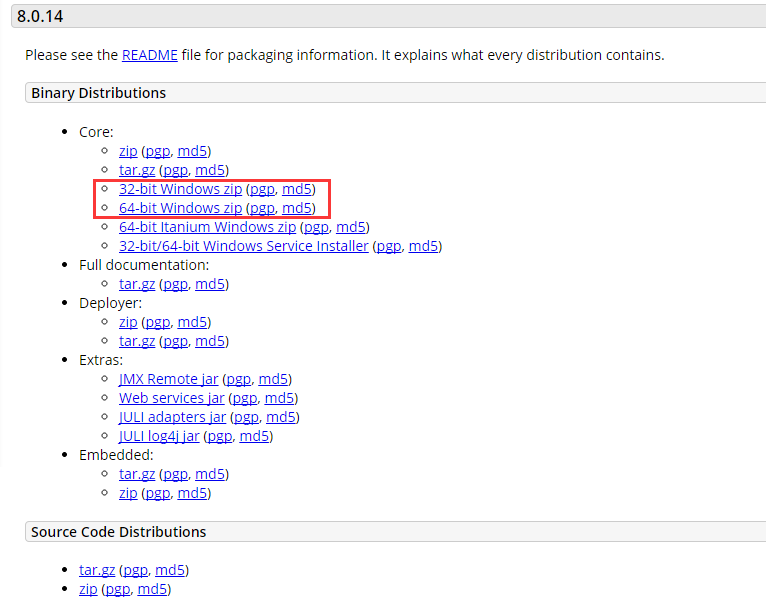 8.0.14
Please see the README file for packaging information. It explains what every distribution contains.
Binary Distributions
Core:
zip (pgp, md5)
tar.gz (pgp, md5)
32-bit Windows zip (pgp, md5)
64-bit Windows zip (pgp, md5)
64-bit Itanium Windows zip (pgp, md5)
32-bit/64-bit Windows Service Installer (pgp, md5)
Full documentation:
tar.gz (pgp, md5)
Deployer:
zip (pgp, md5)
tar.gz (pgp, md5)
Extras:
JMX Remote jar (pgp, md5)
Web services jar (pgp, md5)
JULI adapters jar (pgp, md5)
JULI log4j jar (pgp, md5)
Embedded:
tar.gz (pgp, md5)
zip (pgp, md5)
Source Code Distributions
tar.gz (pgp, md5)
zip (pgp, md5)